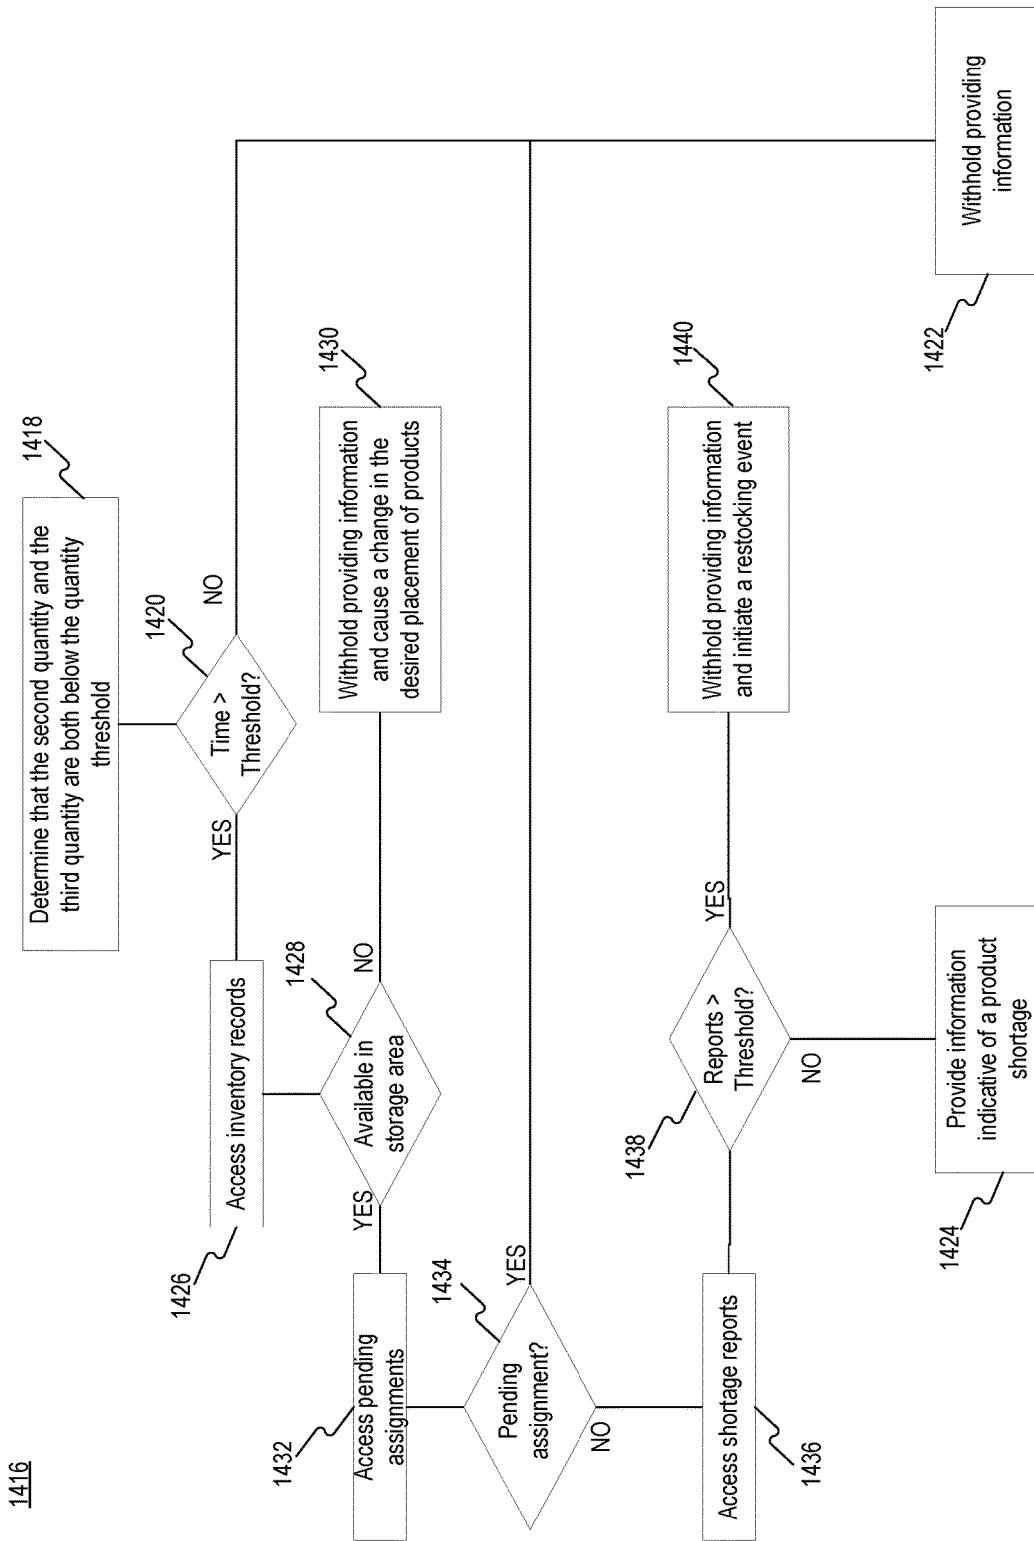 1416
1418
Determine that the second quantity and the
third quantity are both below the quantity
threshold
1420
Time >
Threshold?
YES
NO
1426
Access inventory records
1428
Available in
storage area
YES
NO
1430
Withhold providing information
and cause a change in the
desired placement of products
1432
Access pending
assignments
1434
Pending
assignment?
YES
NO
1436
Access shortage reports
1438
Reports >
Threshold?
YES
NO
1440
Withhold providing information
and initiate a restocking event
1424
Provide information
indicative of a product
shortage
1422
Withhold providing
information